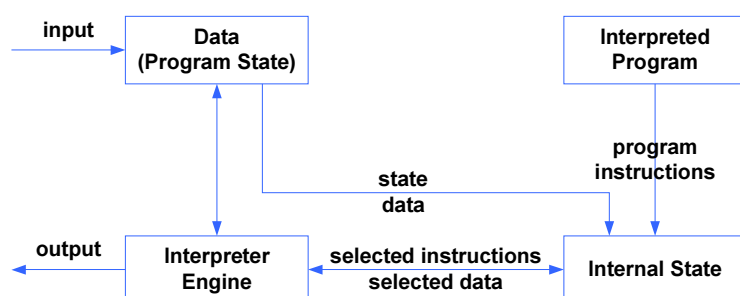 input
Data
(Program State)
Interpreted
Program
program
instructions
state
data
output
Interpreter
Engine
selected instructions
selected data
Internal State